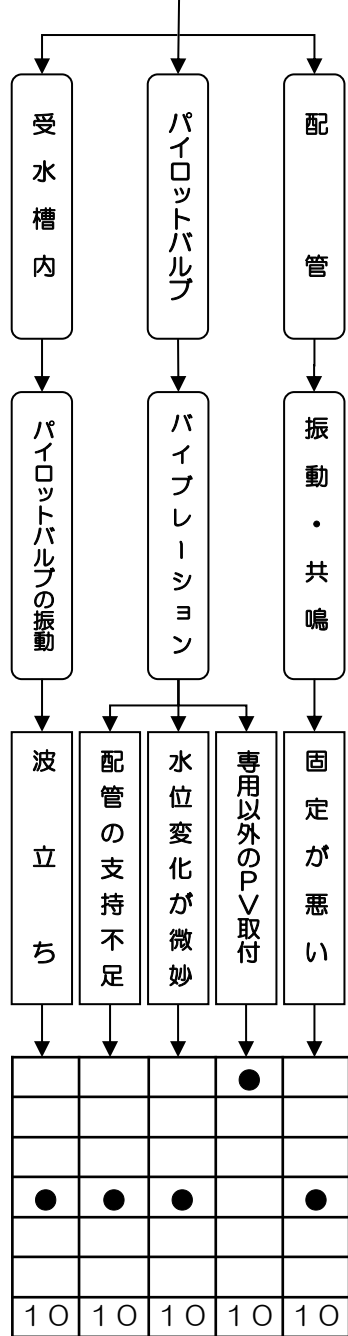 受水槽内
パイロットバルブ
配管
パイロットバルブの振動
バイブレーション
振動・共鳴
波立ち
配管の支持不足
水位変化が微妙
専用以外のPV取付
固定が悪い
●
● ● ● ●
10 10 10 10 10